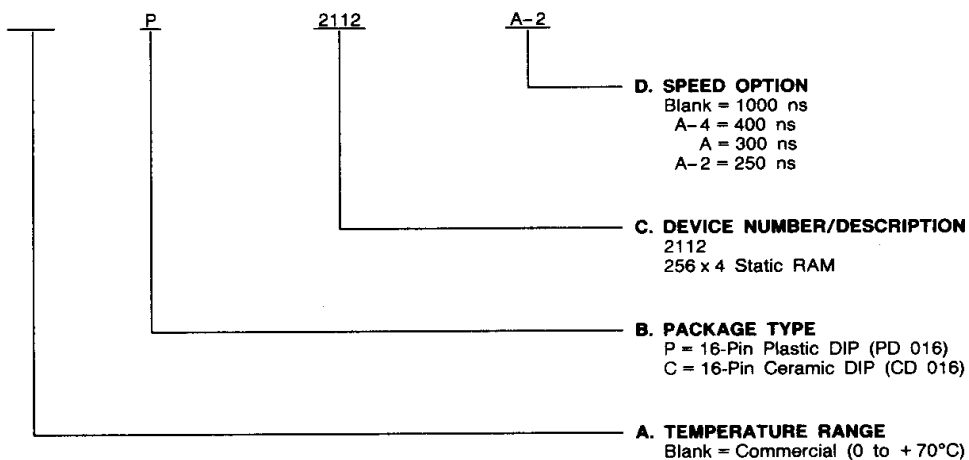 P 2112 A-2
D. SPEED OPTION
Blank = 1000 ns
A-4 = 400 ns
A = 300 ns
A-2 = 250 ns
C. DEVICE NUMBER/DESCRIPTION
2112
256 x 4 Static RAM
B. PACKAGE TYPE
P = 16-Pin Plastic DIP (PD 016)
C = 16-Pin Ceramic DIP (CD 016)
A. TEMPERATURE RANGE
Blank = Commercial (0 to +70°C)